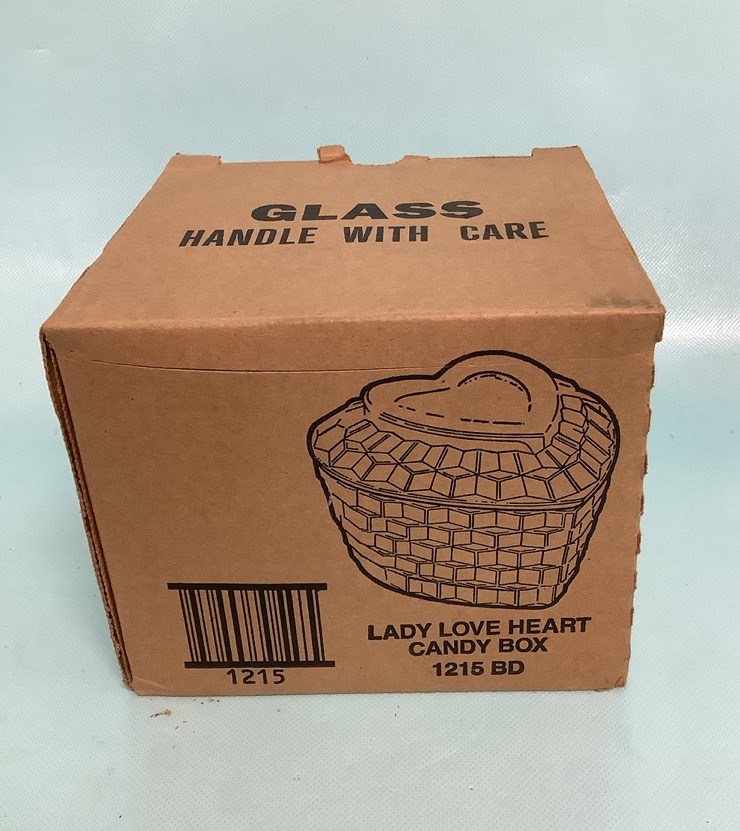 GLASS
HANDLE WITH CARE
LADY LOVE HEART
CANDY BOX
1215 BD
1215